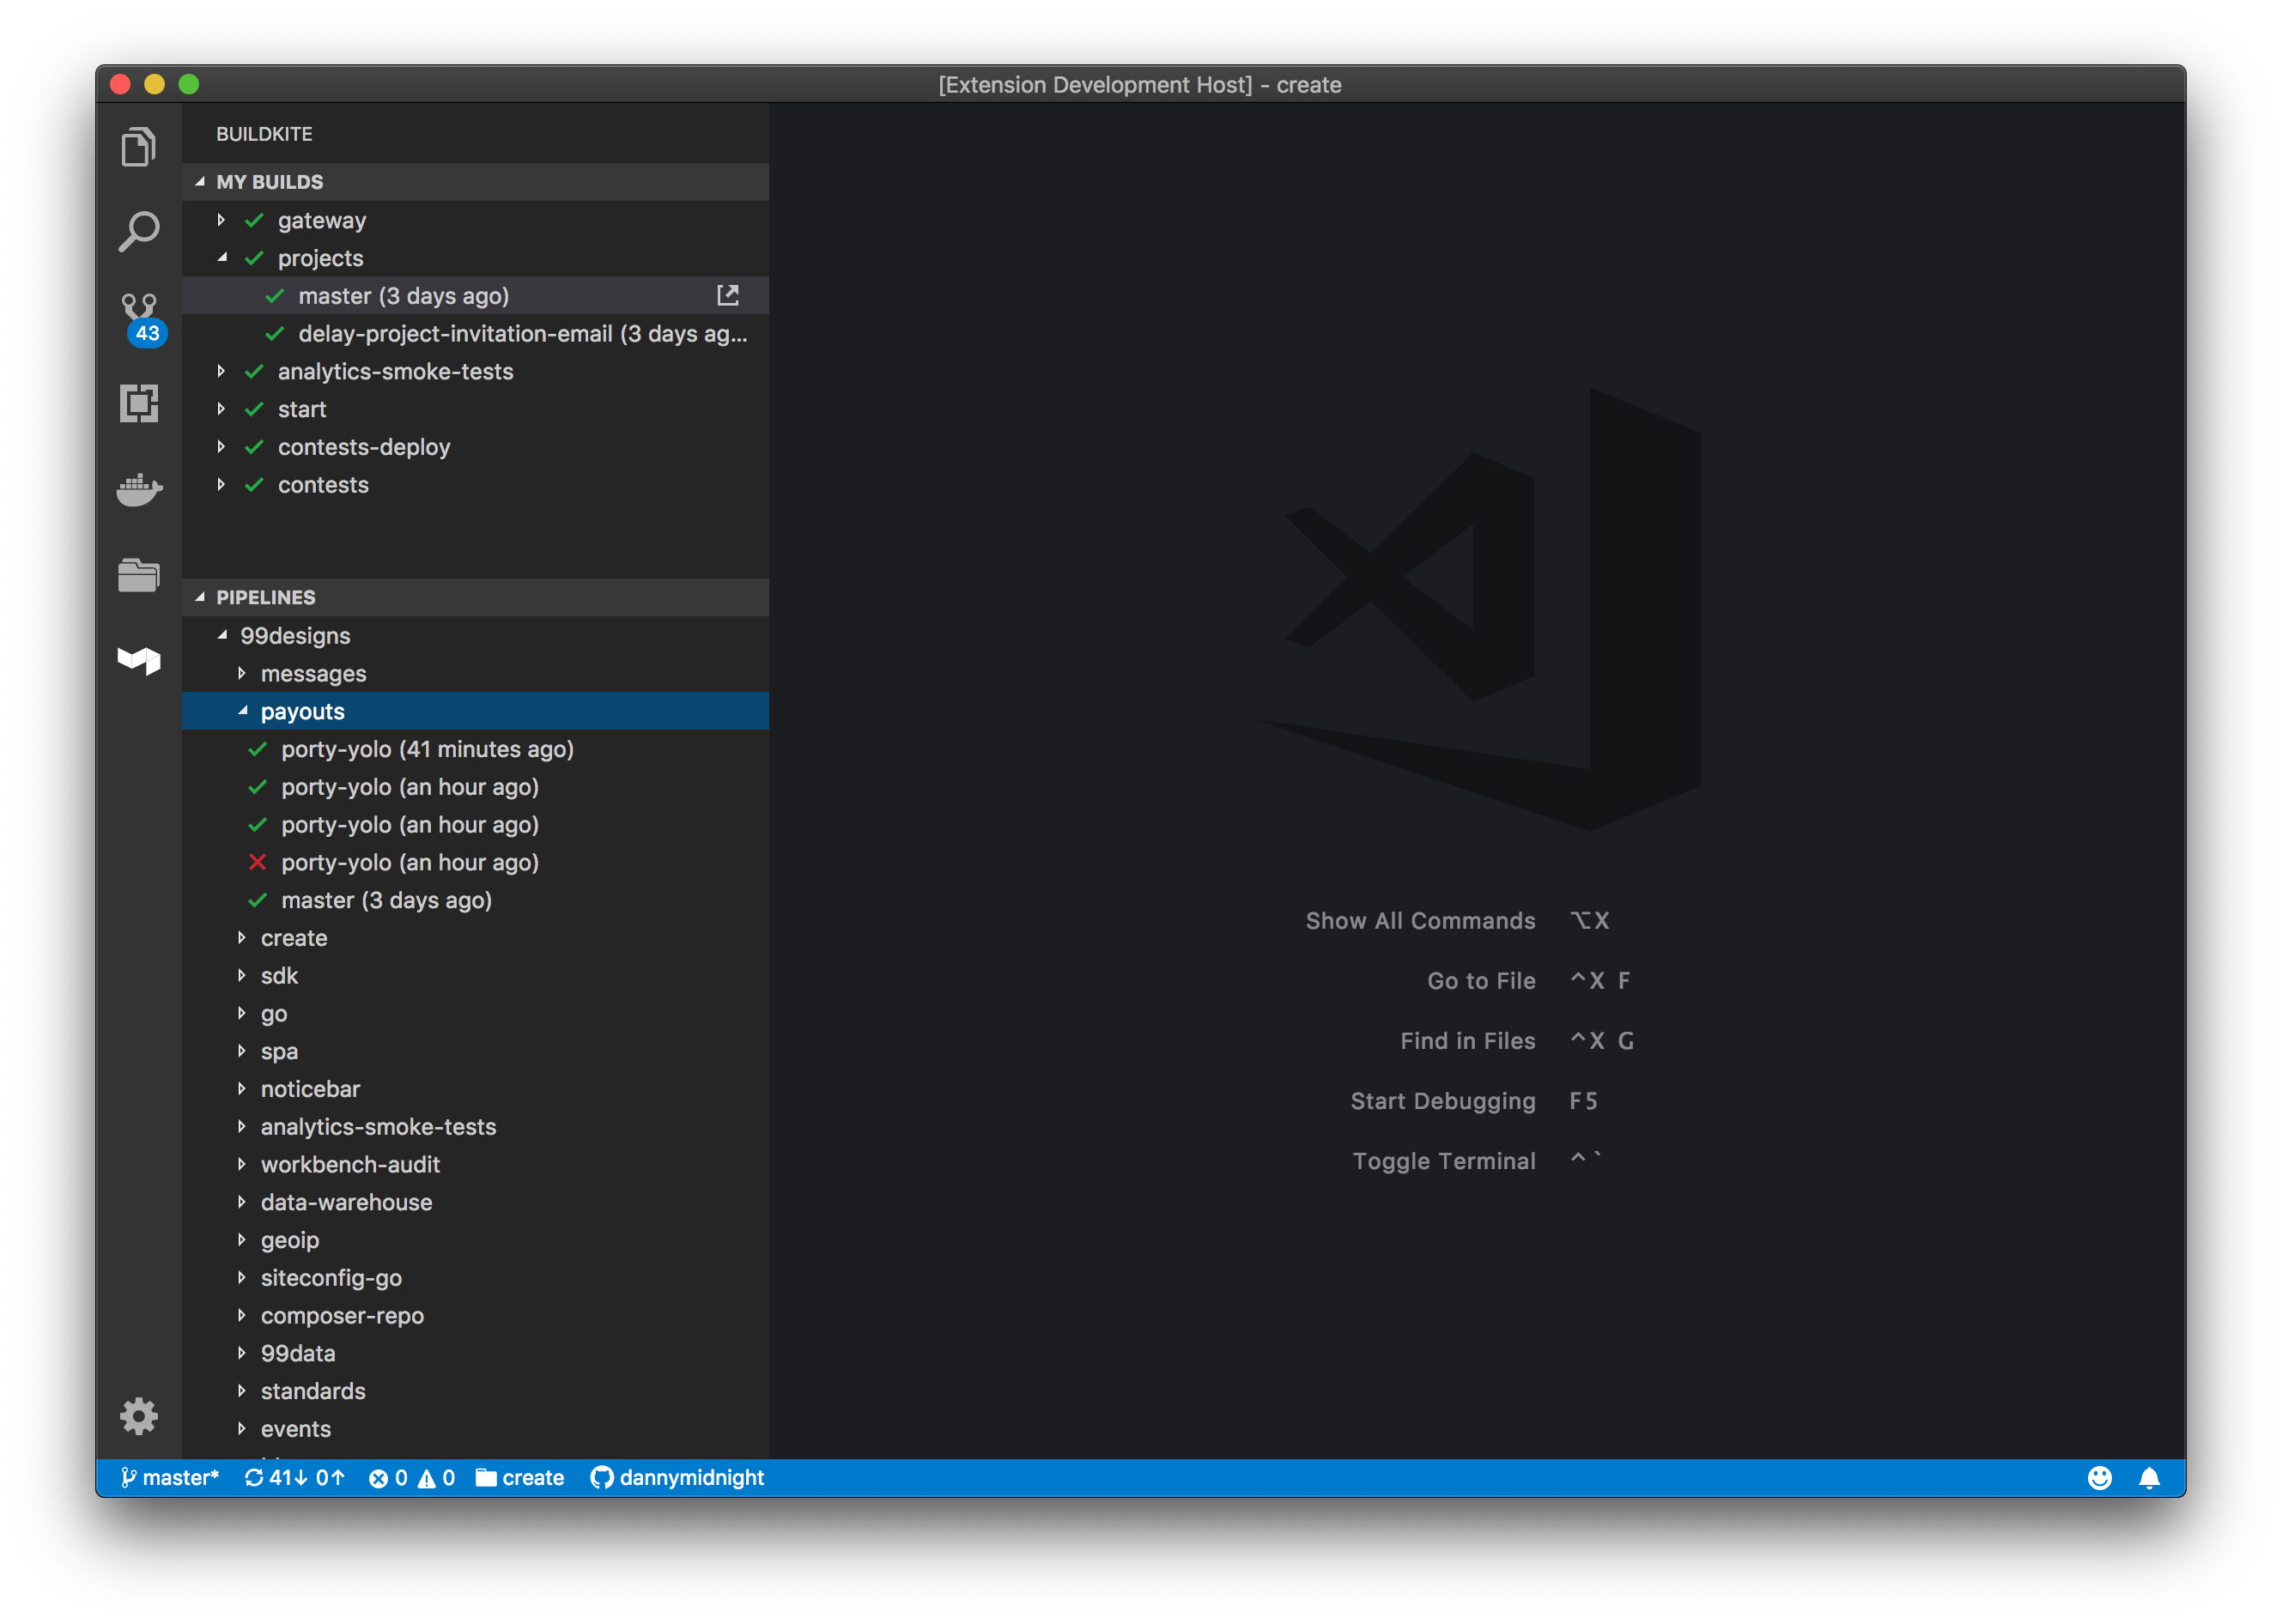 [Extension Development Host] - create
BUILDKITE
MY BUILDS
gateway
projects
master (3 days ago)
delay-project-invitation-email (3 days ag...
analytics-smoke-tests
start
contests-deploy
contests
43
PIPELINES
99designs
messages
payouts
porty-yolo (41 minutes ago)
porty-yolo (an hour ago)
porty-yolo (an hour ago)
porty-yolo (an hour ago)
master (3 days ago)
create
sdk
go
spa
noticebar
analytics-smoke-tests
workbench-audit
data-warehouse
geoip
siteconfig-go
composer-repo
99data
standards
events
Show All Commands ⌥X
Go to File ^X F
Find in Files ^X G
Start Debugging F5
Toggle Terminal ^`
master* 41↓ 0↑ 0 0 create dannymidnight